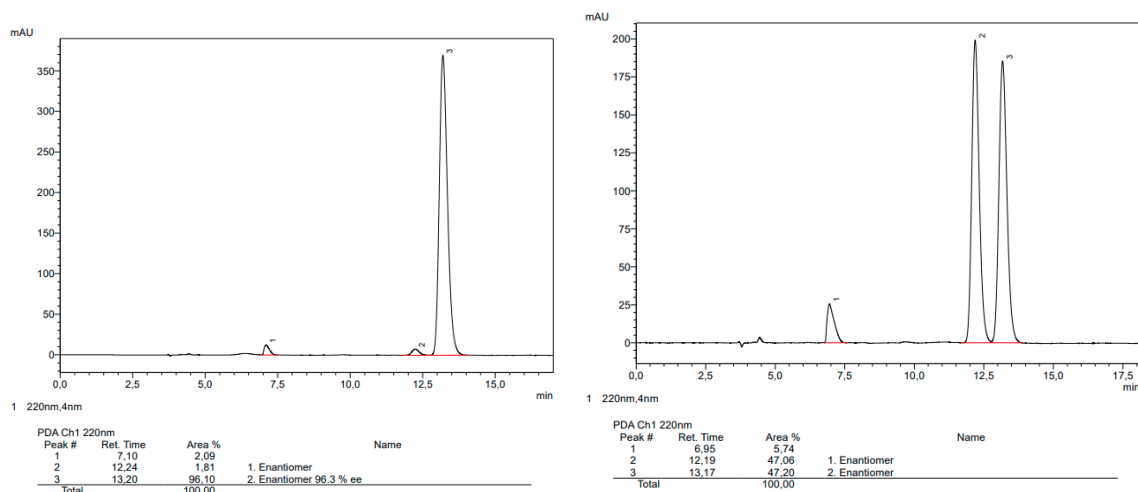 mAU
3
350
300
250
200
150
100
50
0
1
2
0,0 2,5 5,0 7,5 10,0 12,5 15,0
min
1 220nm,4nm
PDA Ch1 220nm
Peak # Ret. Time Area % Name
1 7,10 2,09
2 12,24 1,81 1. Enantiomer
3 13,20 96,10 2. Enantiomer 96.3 % ee
Total 100,00
mAU
2
3
200
175
150
125
100
75
50
25
0
1
0,0 2,5 5,0 7,5 10,0 12,5 15,0 17,5
min
1 220nm,4nm
PDA Ch1 220nm
Peak # Ret. Time Area % Name
1 6,95 5,74
2 12,19 47,06 1. Enantiomer
3 13,17 47,20 2. Enantiomer
Total 100,00